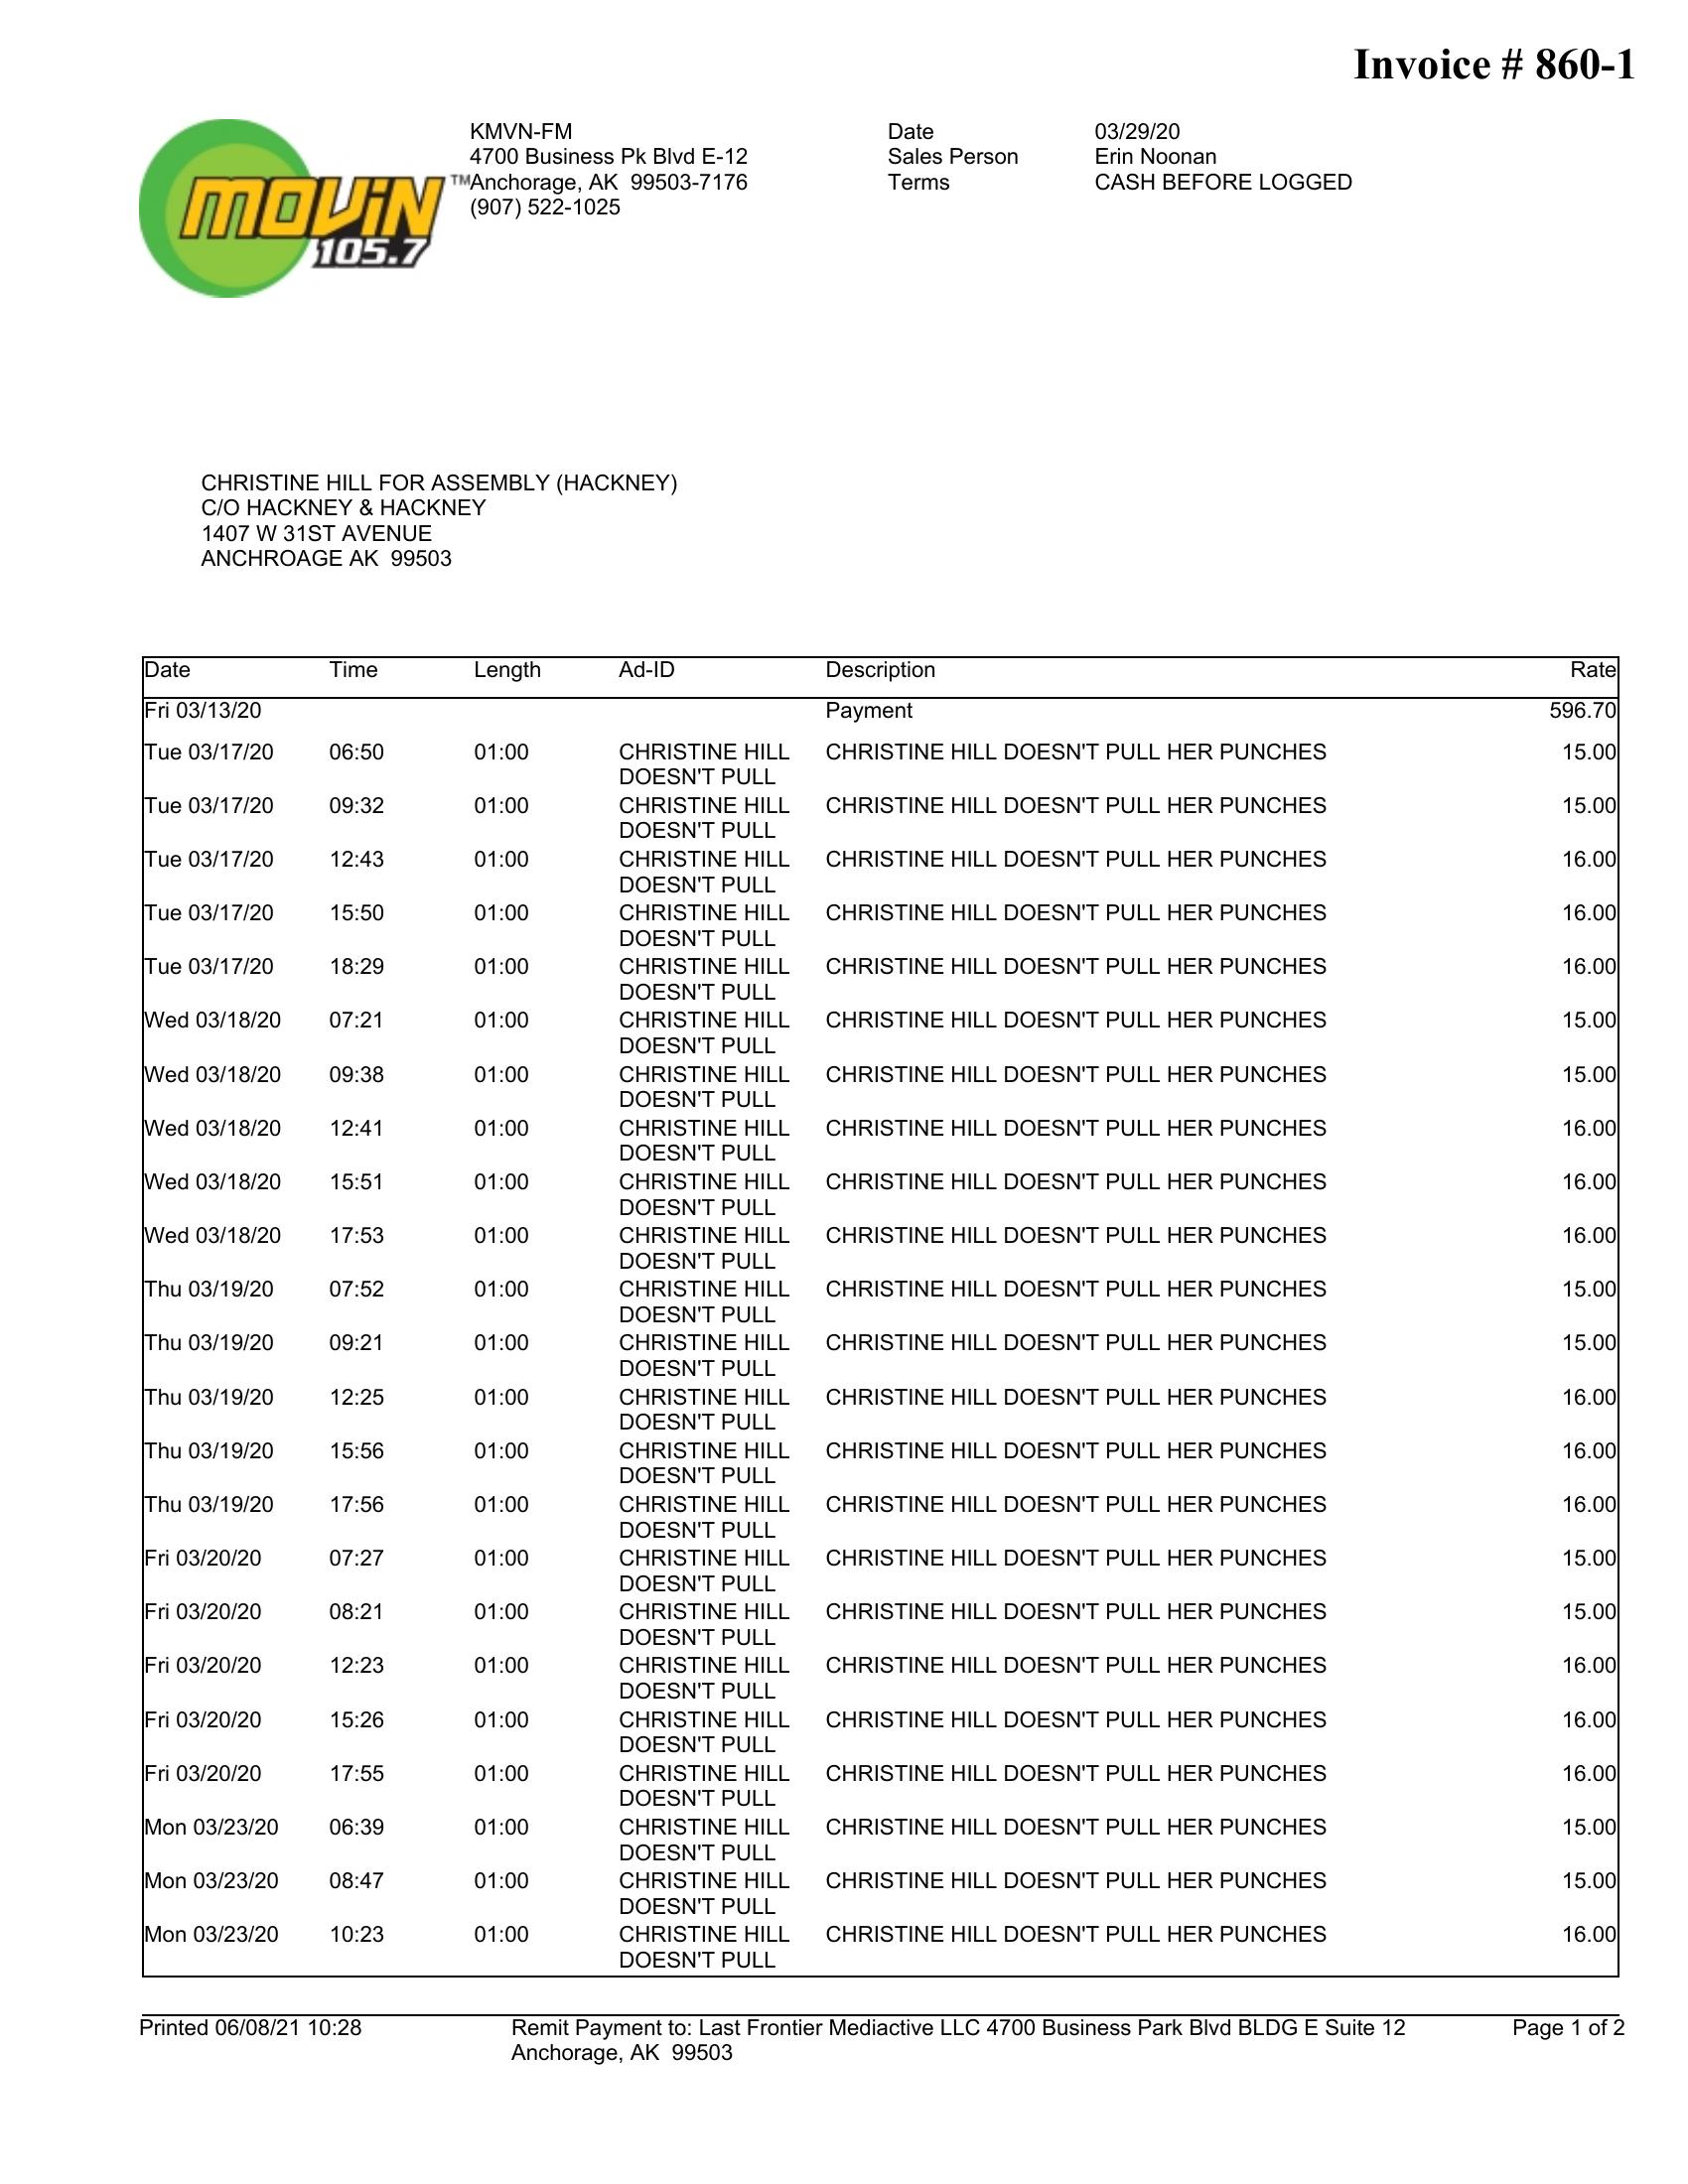 Invoice # 860-1
MOViN 105.7 ™
KMVN-FM
4700 Business Pk Blvd E-12
Anchorage, AK  99503-7176
(907) 522-1025
Date 03/29/20
Sales Person Erin Noonan
Terms CASH BEFORE LOGGED
CHRISTINE HILL FOR ASSEMBLY (HACKNEY)
C/O HACKNEY & HACKNEY
1407 W 31ST AVENUE
ANCHROAGE AK  99503
Date Time Length Ad-ID Description Rate
Fri 03/13/20 Payment 596.70
Tue 03/17/20 06:50 01:00 CHRISTINE HILL CHRISTINE HILL DOESN'T PULL HER PUNCHES 15.00
DOESN'T PULL
Tue 03/17/20 09:32 01:00 CHRISTINE HILL CHRISTINE HILL DOESN'T PULL HER PUNCHES 15.00
DOESN'T PULL
Tue 03/17/20 12:43 01:00 CHRISTINE HILL CHRISTINE HILL DOESN'T PULL HER PUNCHES 16.00
DOESN'T PULL
Tue 03/17/20 15:50 01:00 CHRISTINE HILL CHRISTINE HILL DOESN'T PULL HER PUNCHES 16.00
DOESN'T PULL
Tue 03/17/20 18:29 01:00 CHRISTINE HILL CHRISTINE HILL DOESN'T PULL HER PUNCHES 16.00
DOESN'T PULL
Wed 03/18/20 07:21 01:00 CHRISTINE HILL CHRISTINE HILL DOESN'T PULL HER PUNCHES 15.00
DOESN'T PULL
Wed 03/18/20 09:38 01:00 CHRISTINE HILL CHRISTINE HILL DOESN'T PULL HER PUNCHES 15.00
DOESN'T PULL
Wed 03/18/20 12:41 01:00 CHRISTINE HILL CHRISTINE HILL DOESN'T PULL HER PUNCHES 16.00
DOESN'T PULL
Wed 03/18/20 15:51 01:00 CHRISTINE HILL CHRISTINE HILL DOESN'T PULL HER PUNCHES 16.00
DOESN'T PULL
Wed 03/18/20 17:53 01:00 CHRISTINE HILL CHRISTINE HILL DOESN'T PULL HER PUNCHES 16.00
DOESN'T PULL
Thu 03/19/20 07:52 01:00 CHRISTINE HILL CHRISTINE HILL DOESN'T PULL HER PUNCHES 15.00
DOESN'T PULL
Thu 03/19/20 09:21 01:00 CHRISTINE HILL CHRISTINE HILL DOESN'T PULL HER PUNCHES 15.00
DOESN'T PULL
Thu 03/19/20 12:25 01:00 CHRISTINE HILL CHRISTINE HILL DOESN'T PULL HER PUNCHES 16.00
DOESN'T PULL
Thu 03/19/20 15:56 01:00 CHRISTINE HILL CHRISTINE HILL DOESN'T PULL HER PUNCHES 16.00
DOESN'T PULL
Thu 03/19/20 17:56 01:00 CHRISTINE HILL CHRISTINE HILL DOESN'T PULL HER PUNCHES 16.00
DOESN'T PULL
Fri 03/20/20 07:27 01:00 CHRISTINE HILL CHRISTINE HILL DOESN'T PULL HER PUNCHES 15.00
DOESN'T PULL
Fri 03/20/20 08:21 01:00 CHRISTINE HILL CHRISTINE HILL DOESN'T PULL HER PUNCHES 15.00
DOESN'T PULL
Fri 03/20/20 12:23 01:00 CHRISTINE HILL CHRISTINE HILL DOESN'T PULL HER PUNCHES 16.00
DOESN'T PULL
Fri 03/20/20 15:26 01:00 CHRISTINE HILL CHRISTINE HILL DOESN'T PULL HER PUNCHES 16.00
DOESN'T PULL
Fri 03/20/20 17:55 01:00 CHRISTINE HILL CHRISTINE HILL DOESN'T PULL HER PUNCHES 16.00
DOESN'T PULL
Mon 03/23/20 06:39 01:00 CHRISTINE HILL CHRISTINE HILL DOESN'T PULL HER PUNCHES 15.00
DOESN'T PULL
Mon 03/23/20 08:47 01:00 CHRISTINE HILL CHRISTINE HILL DOESN'T PULL HER PUNCHES 15.00
DOESN'T PULL
Mon 03/23/20 10:23 01:00 CHRISTINE HILL CHRISTINE HILL DOESN'T PULL HER PUNCHES 16.00
DOESN'T PULL
Printed 06/08/21 10:28 Remit Payment to: Last Frontier Mediactive LLC 4700 Business Park Blvd BLDG E Suite 12 Page 1 of 2
Anchorage, AK  99503